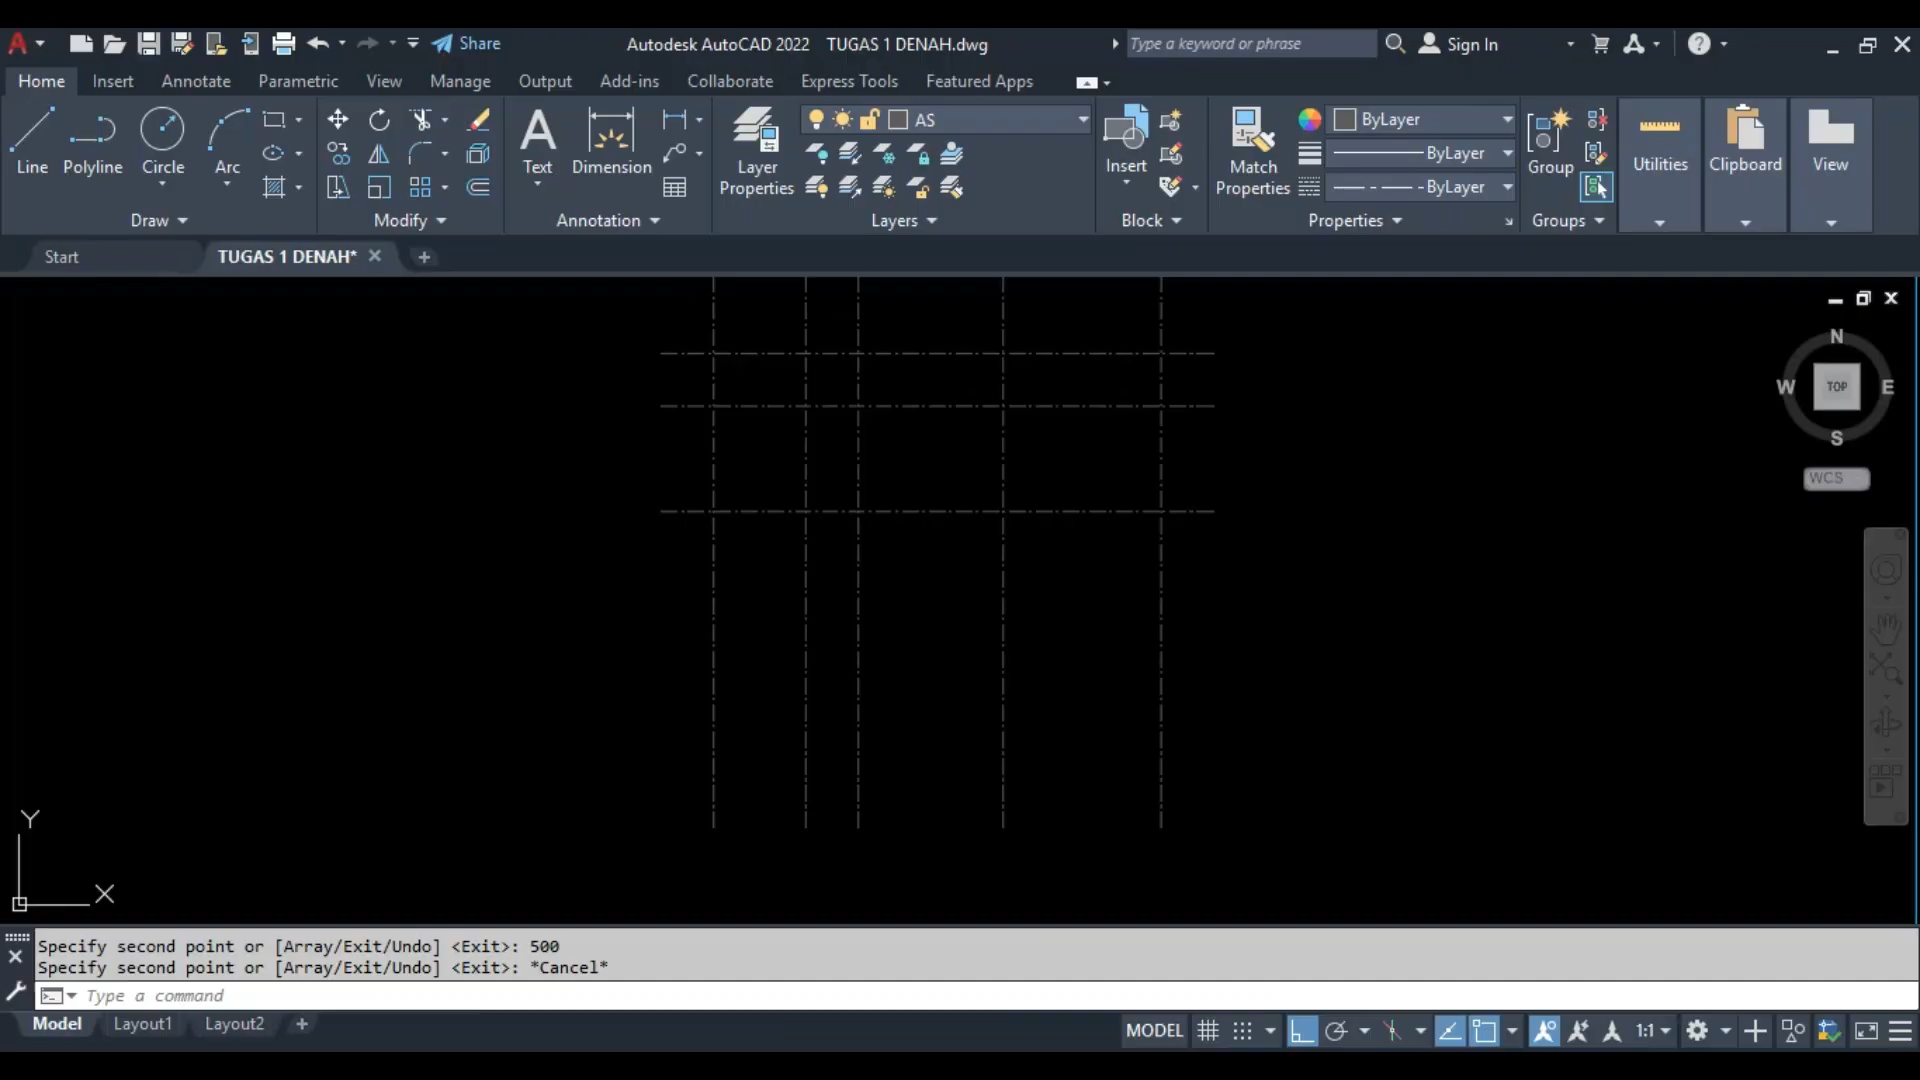 Share
Autodesk AutoCAD 2022 TUGAS 1 DENAH.dwg
Type a keyword or phrase
Sign In
Home Insert Annotate Parametric View Manage Output Add-ins Collaborate Express Tools Featured Apps
Line Polyline Circle Arc
Text Dimension
Layer Properties
AS
Insert
Match Properties
ByLayer
ByLayer
ByLayer
Group
Utilities
Clipboard
View
Draw Modify Annotation Layers Block Properties Groups
Start TUGAS 1 DENAH*
N
W TOP E
S
WCS
Y
X
Specify second point or [Array/Exit/Undo] <Exit>: 500
Specify second point or [Array/Exit/Undo] <Exit>: *Cancel*
Type a command
Model Layout1 Layout2
MODEL 1:1